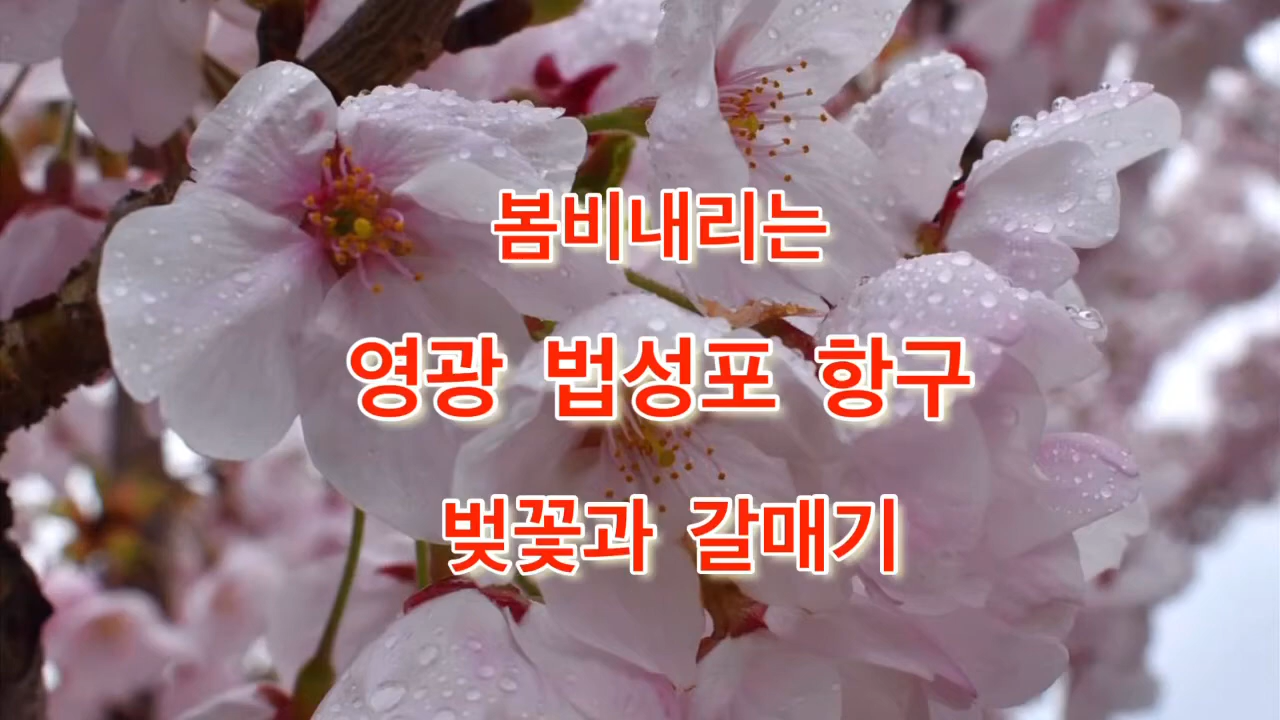 봄비내리는
영광 법성포 항구
벚꽃과 갈매기